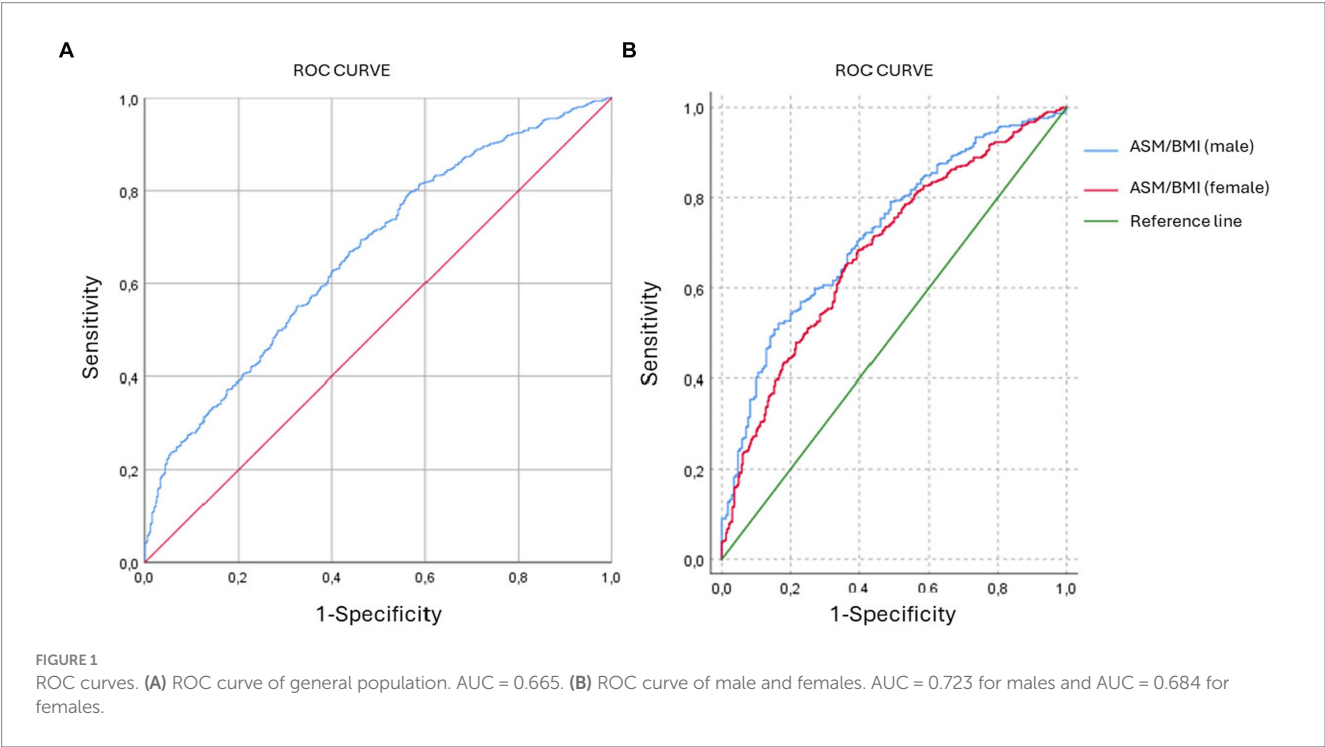 A
ROC CURVE
1,0
0,8
0,6
0,4
0,2
0,0
Sensitivity
0,0 0,2 0,4 0,6 0,8 1,0
1-Specificity
B
ROC CURVE
1,0
0,8
0,6
0,4
0,2
0,0
Sensitivity
0,0 0,2 0 4 0 6 0,8 1,0
1-Specificity
ASM/BMI (male)
ASM/BMI (female)
Reference line
FIGURE 1
ROC curves. (A) ROC curve of general population. AUC = 0.665. (B) ROC curve of male and females. AUC = 0.723 for males and AUC = 0.684 for
females.